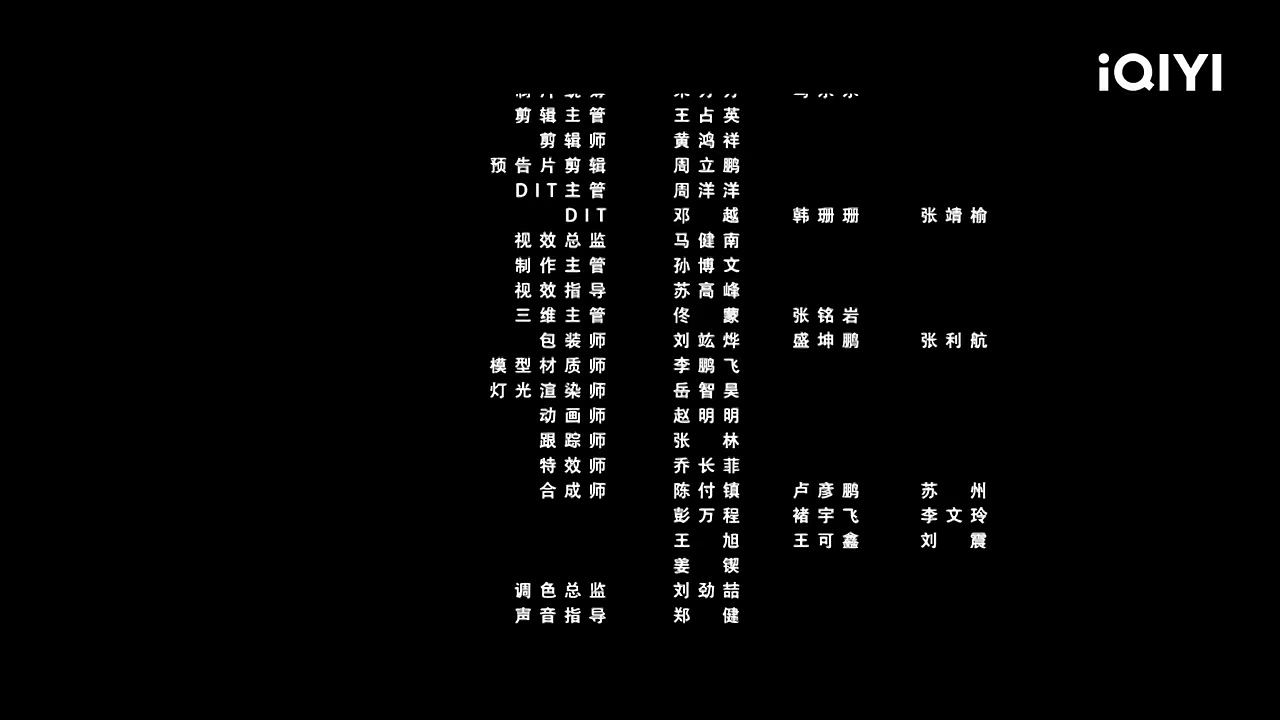 iQIYI
剪辑主管 王占英
剪辑师 黄鸿祥
预告片剪辑 周立鹏
DIT主管 周洋洋
DIT 邓越 韩珊珊 张靖榆
视效总监 马健南
制作主管 孙博文
视效指导 苏高峰
三维主管 佟蒙 张铭岩
包装师 刘竑烨 盛坤鹏 张利航
模型材质师 李鹏飞
灯光渲染师 岳智昊
动画师 赵明明
跟踪师 张林
特效师 乔长菲
合成师 陈付镇 卢彦鹏 苏州
彭万程 褚宇飞 李文玲
王旭 王可鑫 刘震
姜锲
调色总监 刘劲喆
声音指导 郑健